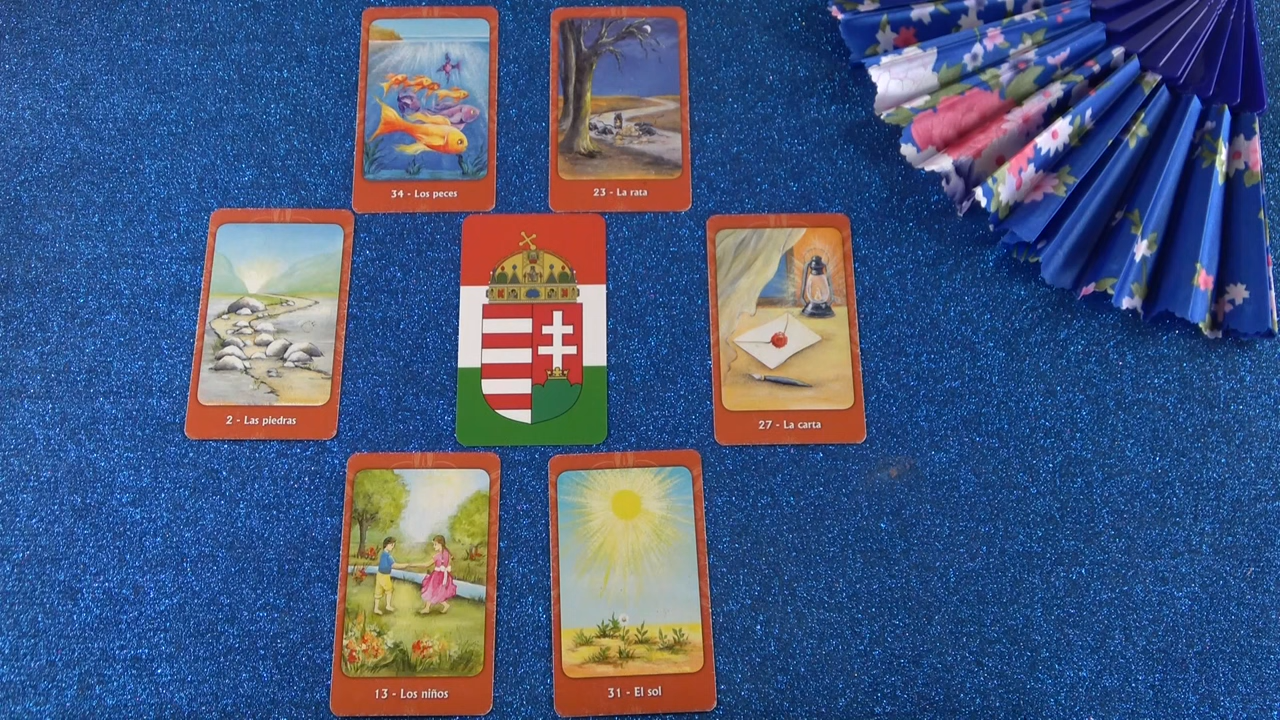 34 - Los peces
23 - La rata
2 - Las piedras
27 - La carta
13 - Los niños
31 - El sol